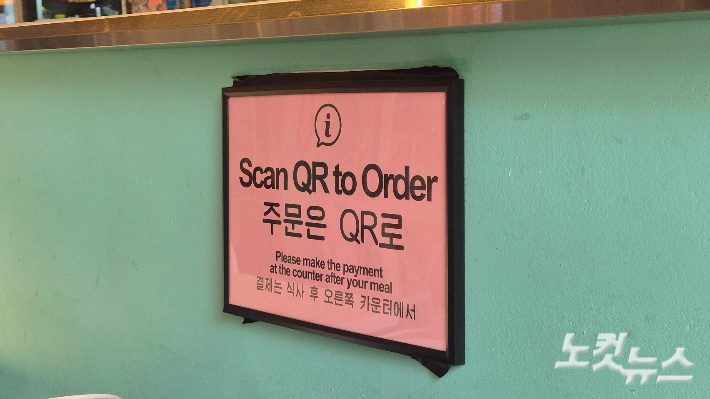 i
Scan QR to Order
주문은 QR로
Please make the payment
at the counter after your meal
결제는 식사 후 오른쪽 카운터에서
노컷뉴스